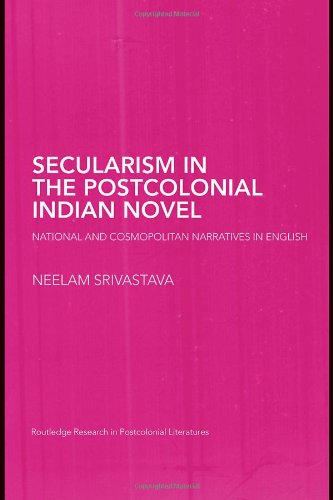 SECULARISM IN
THE POSTCOLONIAL
INDIAN NOVEL
NATIONAL AND COSMOPOLITAN NARRATIVES IN ENGLISH
NEELAM SRIVASTAVA
Routledge Research in Postcolonial Literatures